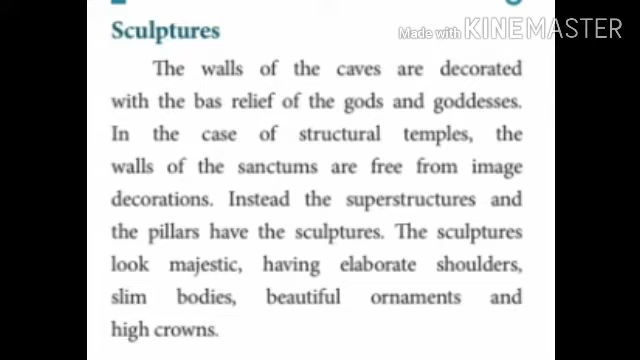 Made with KINEMASTER
Sculptures
The walls of the caves are decorated
with the bas relief of the gods and goddesses.
In the case of structural temples, the
walls of the sanctums are free from image
decorations. Instead the superstructures and
the pillars have the sculptures. The sculptures
look majestic, having elaborate shoulders,
slim bodies, beautiful ornaments and
high crowns.